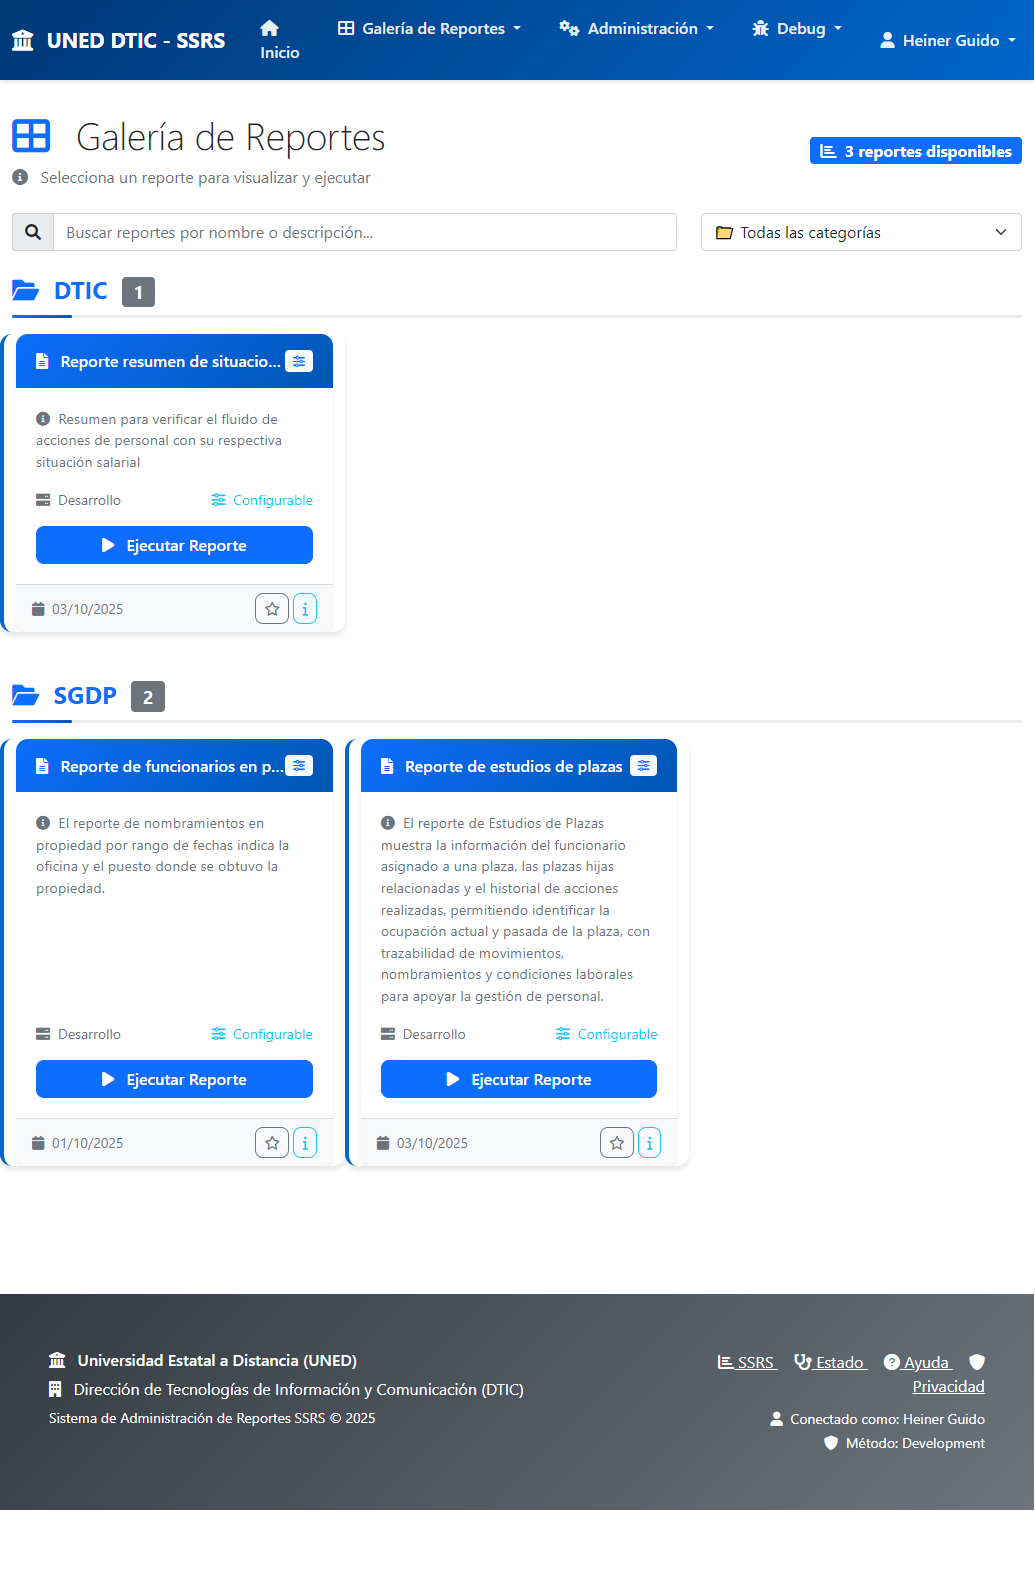 UNED DTIC - SSRS
Inicio
Galería de Reportes
Administración
Debug
Heiner Guido
Galería de Reportes
Selecciona un reporte para visualizar y ejecutar
3 reportes disponibles
Buscar reportes por nombre o descripción...
Todas las categorías
DTIC 1
Reporte resumen de situacio...
Resumen para verificar el fluido de
acciones de personal con su respectiva
situación salarial
Desarrollo
Configurable
Ejecutar Reporte
03/10/2025
SGDP 2
Reporte de funcionarios en p...
El reporte de nombramientos en
propiedad por rango de fechas indica la
oficina y el puesto donde se obtuvo la
propiedad.
Desarrollo
Configurable
Ejecutar Reporte
01/10/2025
Reporte de estudios de plazas
El reporte de Estudios de Plazas
muestra la información del funcionario
asignado a una plaza, las plazas hijas
relacionadas y el historial de acciones
realizadas, permitiendo identificar la
ocupación actual y pasada de la plaza, con
trazabilidad de movimientos,
nombramientos y condiciones laborales
para apoyar la gestión de personal.
Desarrollo
Configurable
Ejecutar Reporte
03/10/2025
Universidad Estatal a Distancia (UNED)
Dirección de Tecnologías de Información y Comunicación (DTIC)
Sistema de Administración de Reportes SSRS © 2025
SSRS
Estado
Ayuda
Privacidad
Conectado como: Heiner Guido
Método: Development